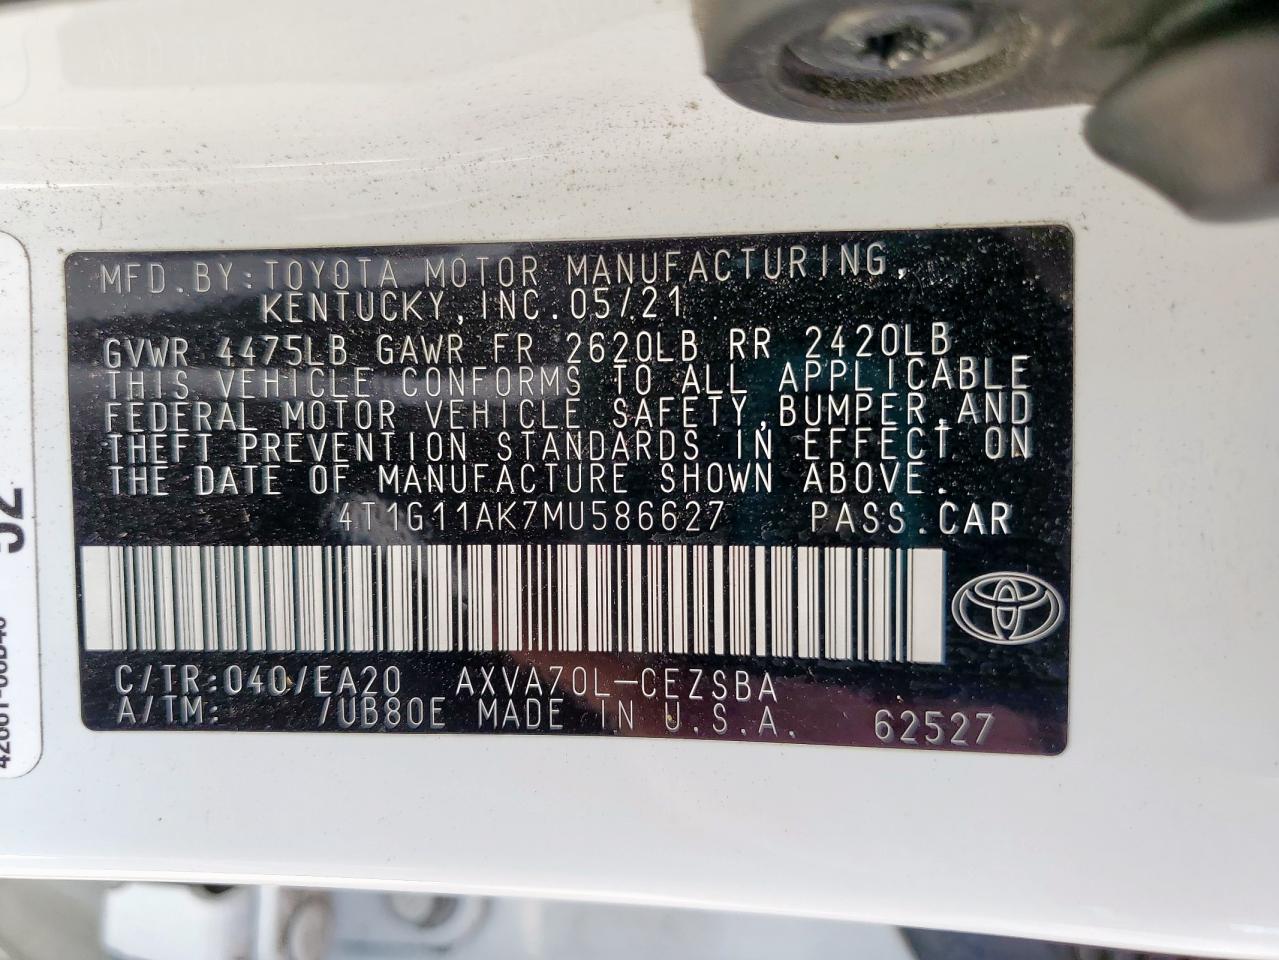 MFD.BY:TOYOTA MOTOR MANUFACTURING,
KENTUCKY,INC.05/21
GVWR 4475LB GAWR FR 2620LB RR 2420LB
THIS VEHICLE CONFORMS TO ALL APPLICABLE
FEDERAL MOTOR VEHICLE SAFETY,BUMPER,AND
THEFT PREVENTION STANDARDS IN EFFECT ON
THE DATE OF MANUFACTURE SHOWN ABOVE.
4T1G11AK7MU586627 PASS.CAR
C/TR:040/EA20 AXVA70L-CEZSBA
A/TM: /UB80E MADE IN U.S.A. 62527